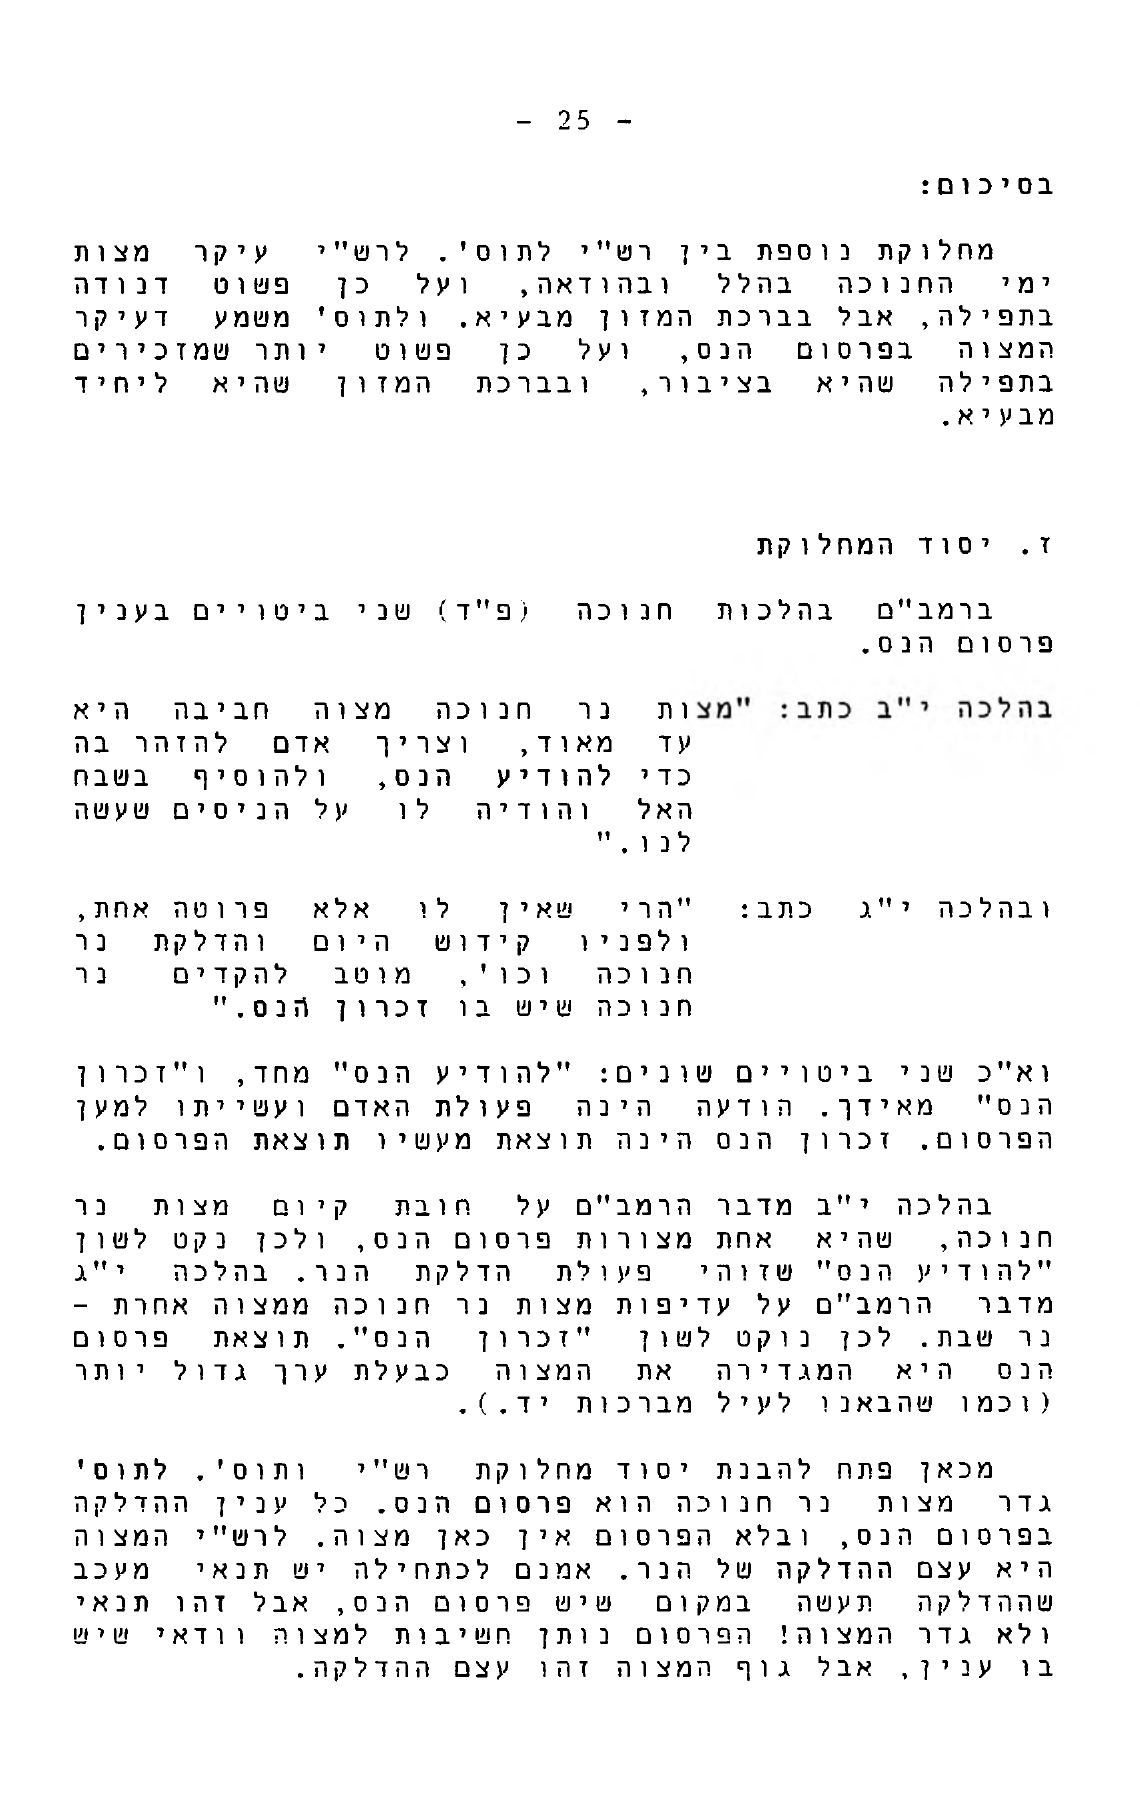 - 25 -
בסיכום:
מחלוקת נוספת בין רש"י לתוס'. לרש"י עיקר מצות
ימי החנוכה בהלל ובהודאה, ועל כן פשוט דנודה
בתפילה, אבל בברכת המזון מבעיא. ולתוס' משמע דעיקר
המצוה בפרסום הנס, ועל כן פשוט יותר שמזכירים
בתפילה שהיא בציבור, ובברכת המזון שהיא ליחיד
מבעיא.
ז. יסוד המחלוקת
ברמב"ם בהלכות חנוכה (פ"ד) שני ביטויים בענין
פרסום הנס.
בהלכה י"ב כתב: "מצות נר חנוכה מצוה חביבה היא
עד מאוד, וצריך אדם להזהר בה
כדי להודיע הנס, ולהוסיף בשבח
האל והודיה לו על הניסים שעשה
לנו."
ובהלכה י"ג כתב: "הרי שאין לו אלא פרוטה אחת,
ולפניו קידוש היום והדלקת נר
חנוכה וכו', מוטב להקדים נר
חנוכה שיש בו זכרון הנס."
וא"כ שני ביטויים שונים: "להודיע הנס" מחד, ו"זכרון
הנס" מאידך. הודעה הינה פעולת האדם ועשייתו למען
הפרסום. זכרון הנס הינה תוצאת מעשיו תוצאת הפרסום.
בהלכה י"ב מדבר הרמב"ם על חובת קיום מצות נר
חנוכה, שהיא אחת מצורות פרסום הנס, ולכן נקט לשון
"להודיע הנס" שזוהי פעולת הדלקת הנר. בהלכה י"ג
מדבר הרמב"ם על עדיפות מצות נר חנוכה ממצוה אחרת -
נר שבת. לכן נוקט לשון "זכרון הנס". תוצאת פרסום
הנס היא המגדירה את המצוה כבעלת ערך גדול יותר
(וכמו שהבאנו לעיל מברכות יד.).
מכאן פתח להבנת יסוד מחלוקת רש"י ותוס'. לתוס'
גדר מצות נר חנוכה הוא פרסום הנס. כל ענין ההדלקה
בפרסום הנס, ובלא הפרסום אין כאן מצוה. לרש"י המצוה
היא עצם ההדלקה של הנר. אמנם לכתחילה יש תנאי מעכב
שההדלקה תעשה במקום שיש פרסום הנס, אבל זהו תנאי
ולא גדר המצוה! הפרסום נותן חשיבות למצוה וודאי שיש
בו ענין, אבל גוף המצוה זהו עצם ההדלקה.